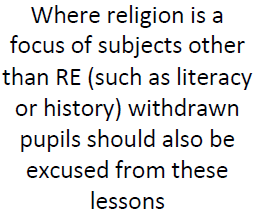 Where religion is a
focus of subjects other
than RE (such as literacy
or history) withdrawn
pupils should also be
excused from these
lessons